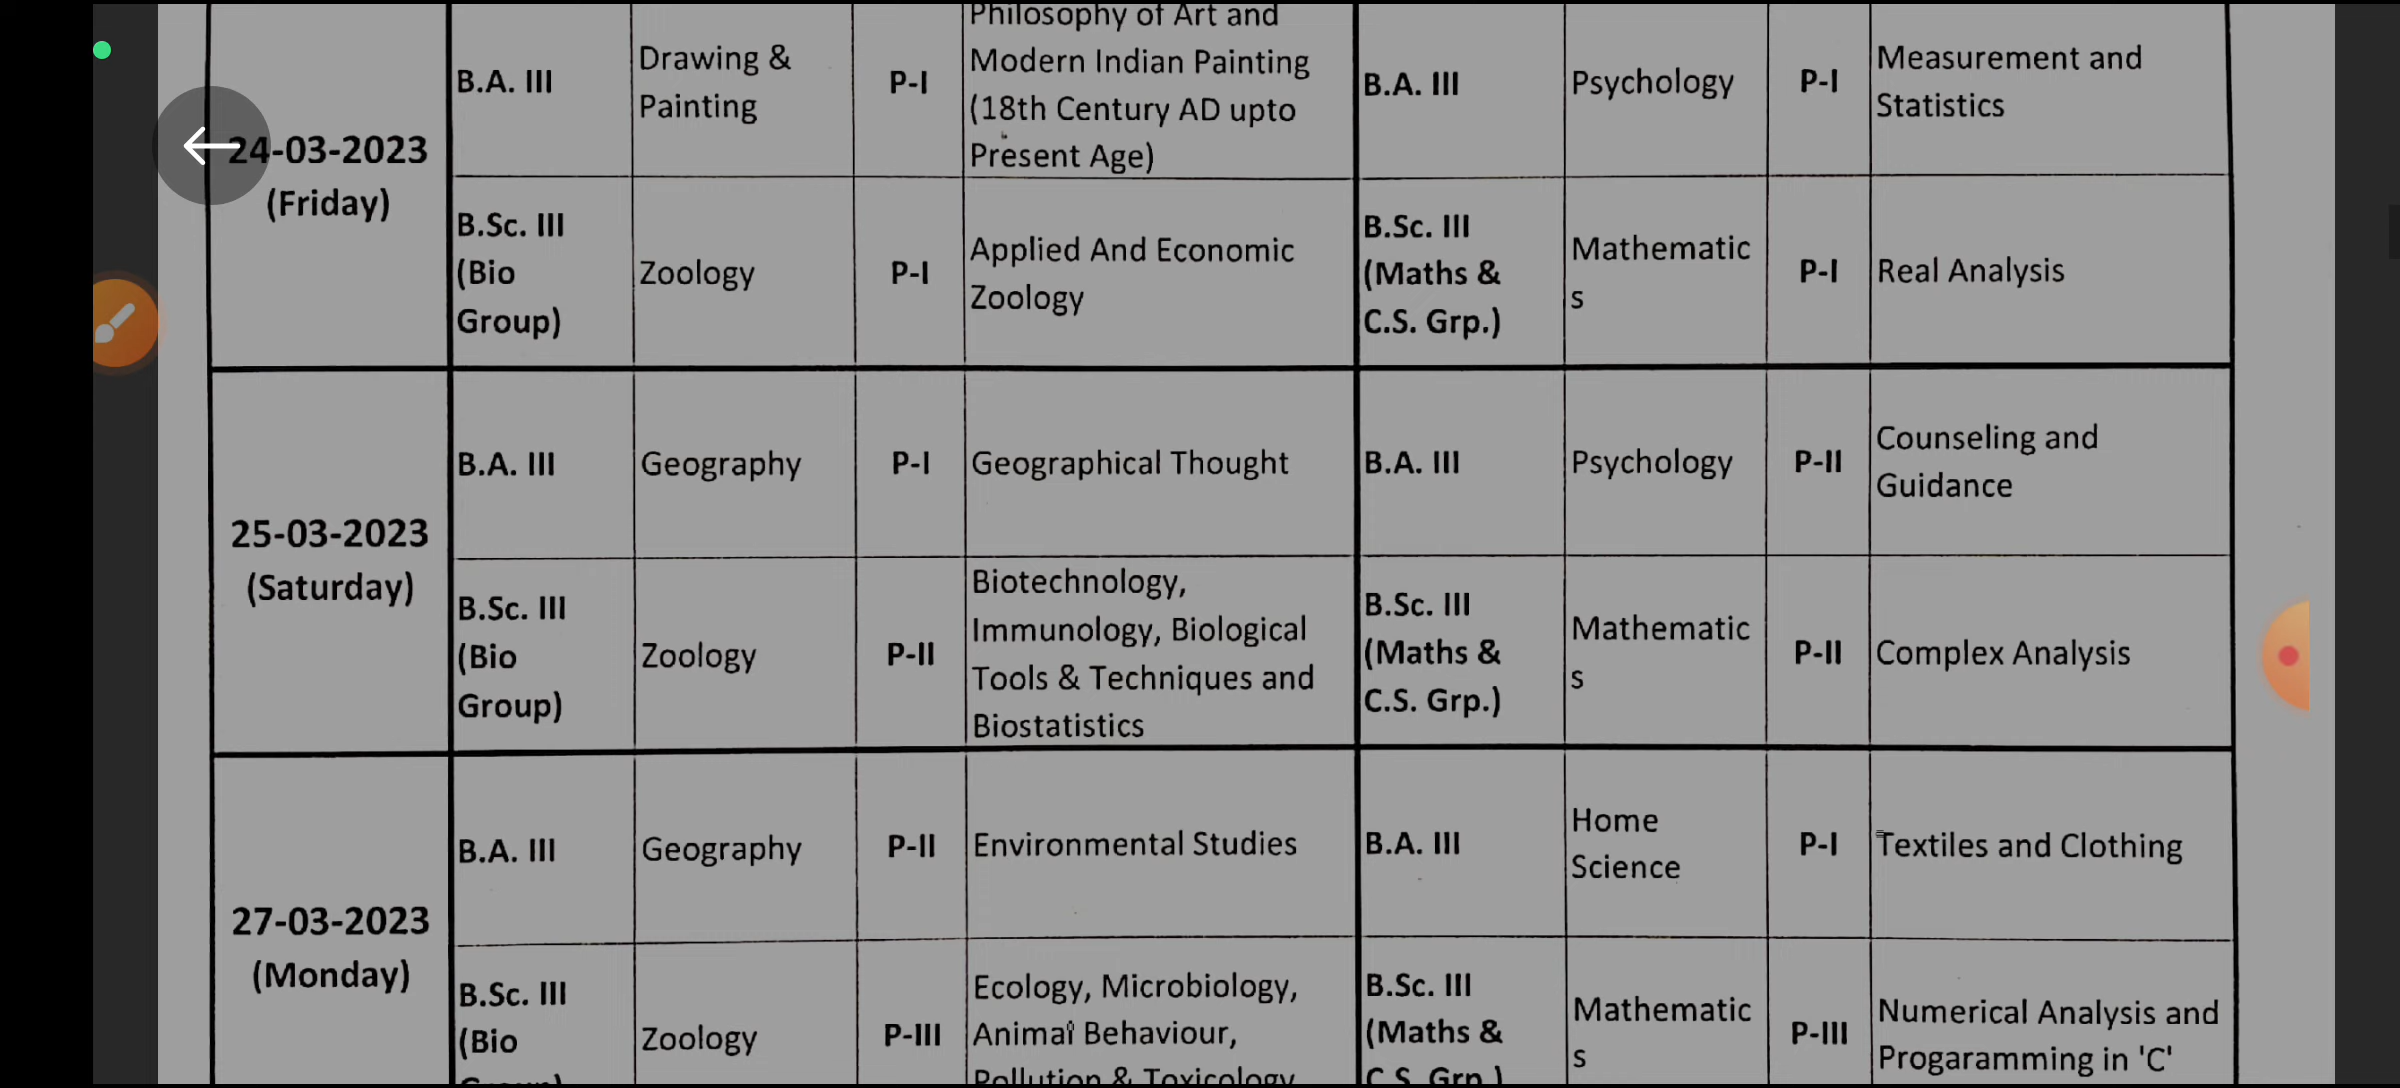 Philosophy of Art and
Modern Indian Painting
(18th Century AD upto
Present Age)
B.A. III
Drawing &
Painting
P-I
B.A. III
Psychology
P-I
Measurement and
Statistics
24-03-2023
(Friday)
B.Sc. III
(Bio
Group)
Zoology
P-I
Applied And Economic
Zoology
B.Sc. III
(Maths &
C.S. Grp.)
Mathematic
s
P-I
Real Analysis
25-03-2023
(Saturday)
B.A. III
Geography
P-I
Geographical Thought
B.A. III
Psychology
P-II
Counseling and
Guidance
B.Sc. III
(Bio
Group)
Zoology
P-II
Biotechnology,
Immunology, Biological
Tools & Techniques and
Biostatistics
B.Sc. III
(Maths &
C.S. Grp.)
Mathematic
s
P-II
Complex Analysis
27-03-2023
(Monday)
B.A. III
Geography
P-II
Environmental Studies
B.A. III
Home
Science
P-I
Textiles and Clothing
B.Sc. III
(Bio
Group)
Zoology
P-III
Ecology, Microbiology,
Animal Behaviour,
Pollution & Toxicology
B.Sc. III
(Maths &
C.S. Grp.)
Mathematic
s
P-III
Numerical Analysis and
Progaramming in 'C'